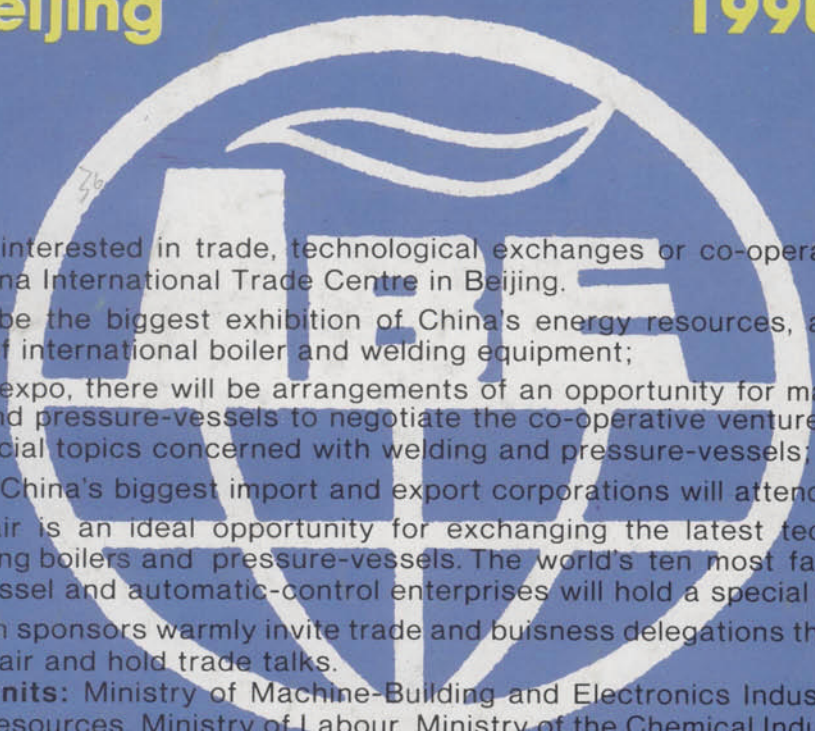 eijing 199
36
ABE
interested in trade, technological exchanges or co-opera
na International Trade Centre in Beijing.
be the biggest exhibition of China's energy resources, a
f international boiler and welding equipment;
expo, there will be arrangements of an opportunity for ma
nd pressure-vessels to negotiate the co-operative venture
cial topics concerned with welding and pressure-vessels;
China's biggest import and export corporations will attend
air is an ideal opportunity for exchanging the latest tec
ng boilers and pressure-vessels. The world's ten most fa
ssel and automatic-control enterprises will hold a special
n sponsors warmly invite trade and buisness delegations th
air and hold trade talks.
nits: Ministry of Machine-Building and Electronics Indus
esources, Ministry of Labour, Ministry of the Chemical Indu